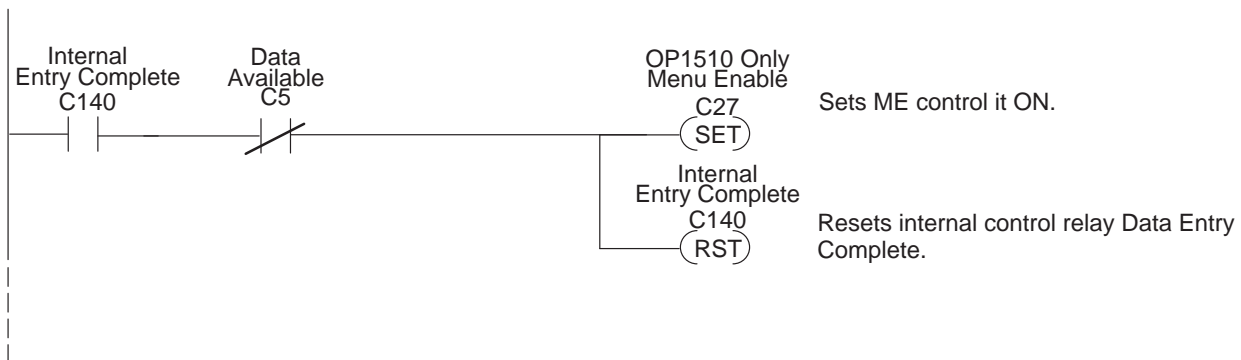 Internal
Entry Complete
C140
Data
Available
C5
OP1510 Only
Menu Enable
C27
SET
Sets ME control it ON.
Internal
Entry Complete
C140
RST
Resets internal control relay Data Entry
Complete.